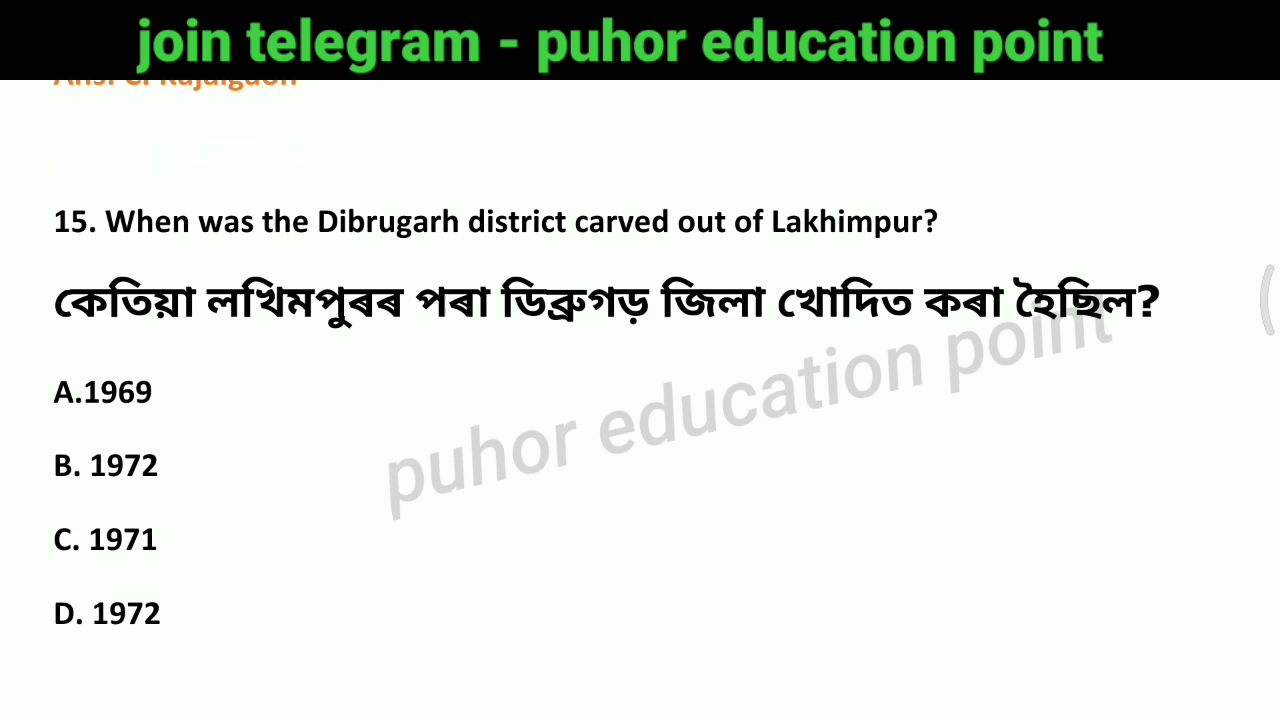 join telegram - puhor education point
15. When was the Dibrugarh district carved out of Lakhimpur?
কেতিয়া লখিমপুৰৰ পৰা ডিব্ৰুগড় জিলা খোদিত কৰা হৈছিল?
A.1969
B. 1972
C. 1971
D. 1972
puhor education point